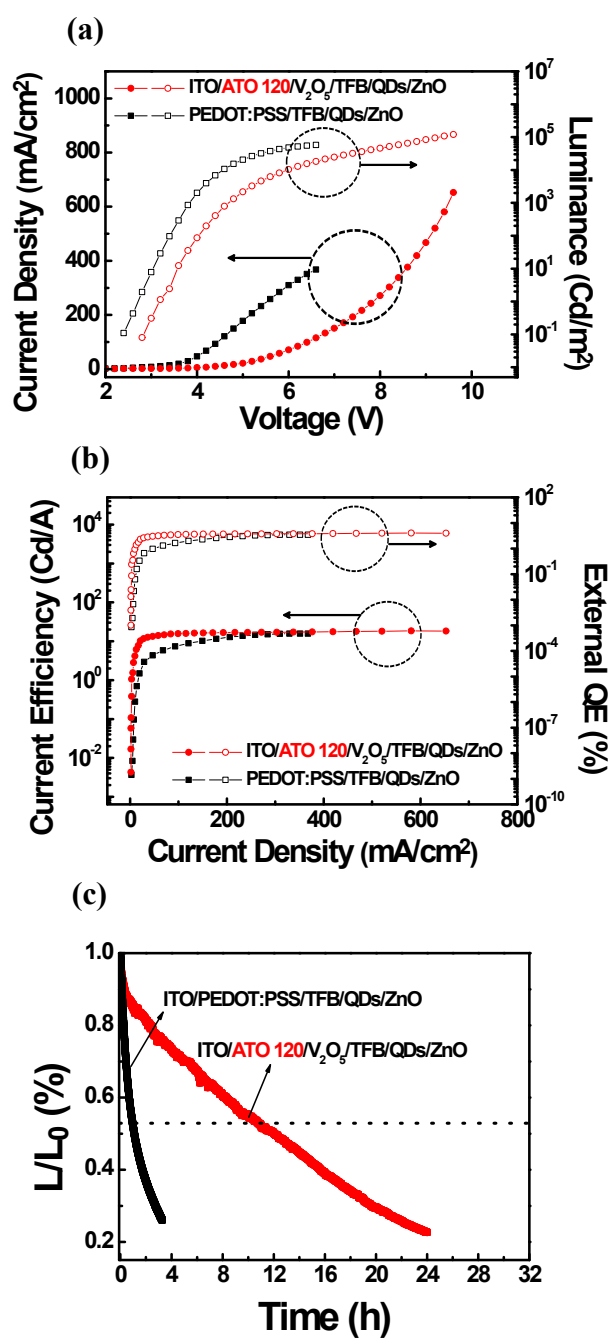 (a)
ITO/ATO 120/V₂O₅/TFB/QDs/ZnO
PEDOT:PSS/TFB/QDs/ZnO
Current Density (mA/cm²)
1000
800
600
400
200
0
10⁷
10⁵
10³
10¹
10⁻¹
Luminance (Cd/m²)
2 4 6 8 10
Voltage (V)
(b)
Current Efficiency (Cd/A)
10⁴
10²
10⁰
10⁻²
10²
10⁻¹
10⁻⁴
10⁻⁷
10⁻¹⁰
External QE (%)
ITO/ATO 120/V₂O₅/TFB/QDs/ZnO
PEDOT:PSS/TFB/QDs/ZnO
0 200 400 600 800
Current Density (mA/cm²)
(c)
L/L₀ (%)
1.0
0.8
0.6
0.4
0.2
ITO/PEDOT:PSS/TFB/QDs/ZnO
ITO/ATO 120/V₂O₅/TFB/QDs/ZnO
0 4 8 12 16 20 24 28 32
Time (h)